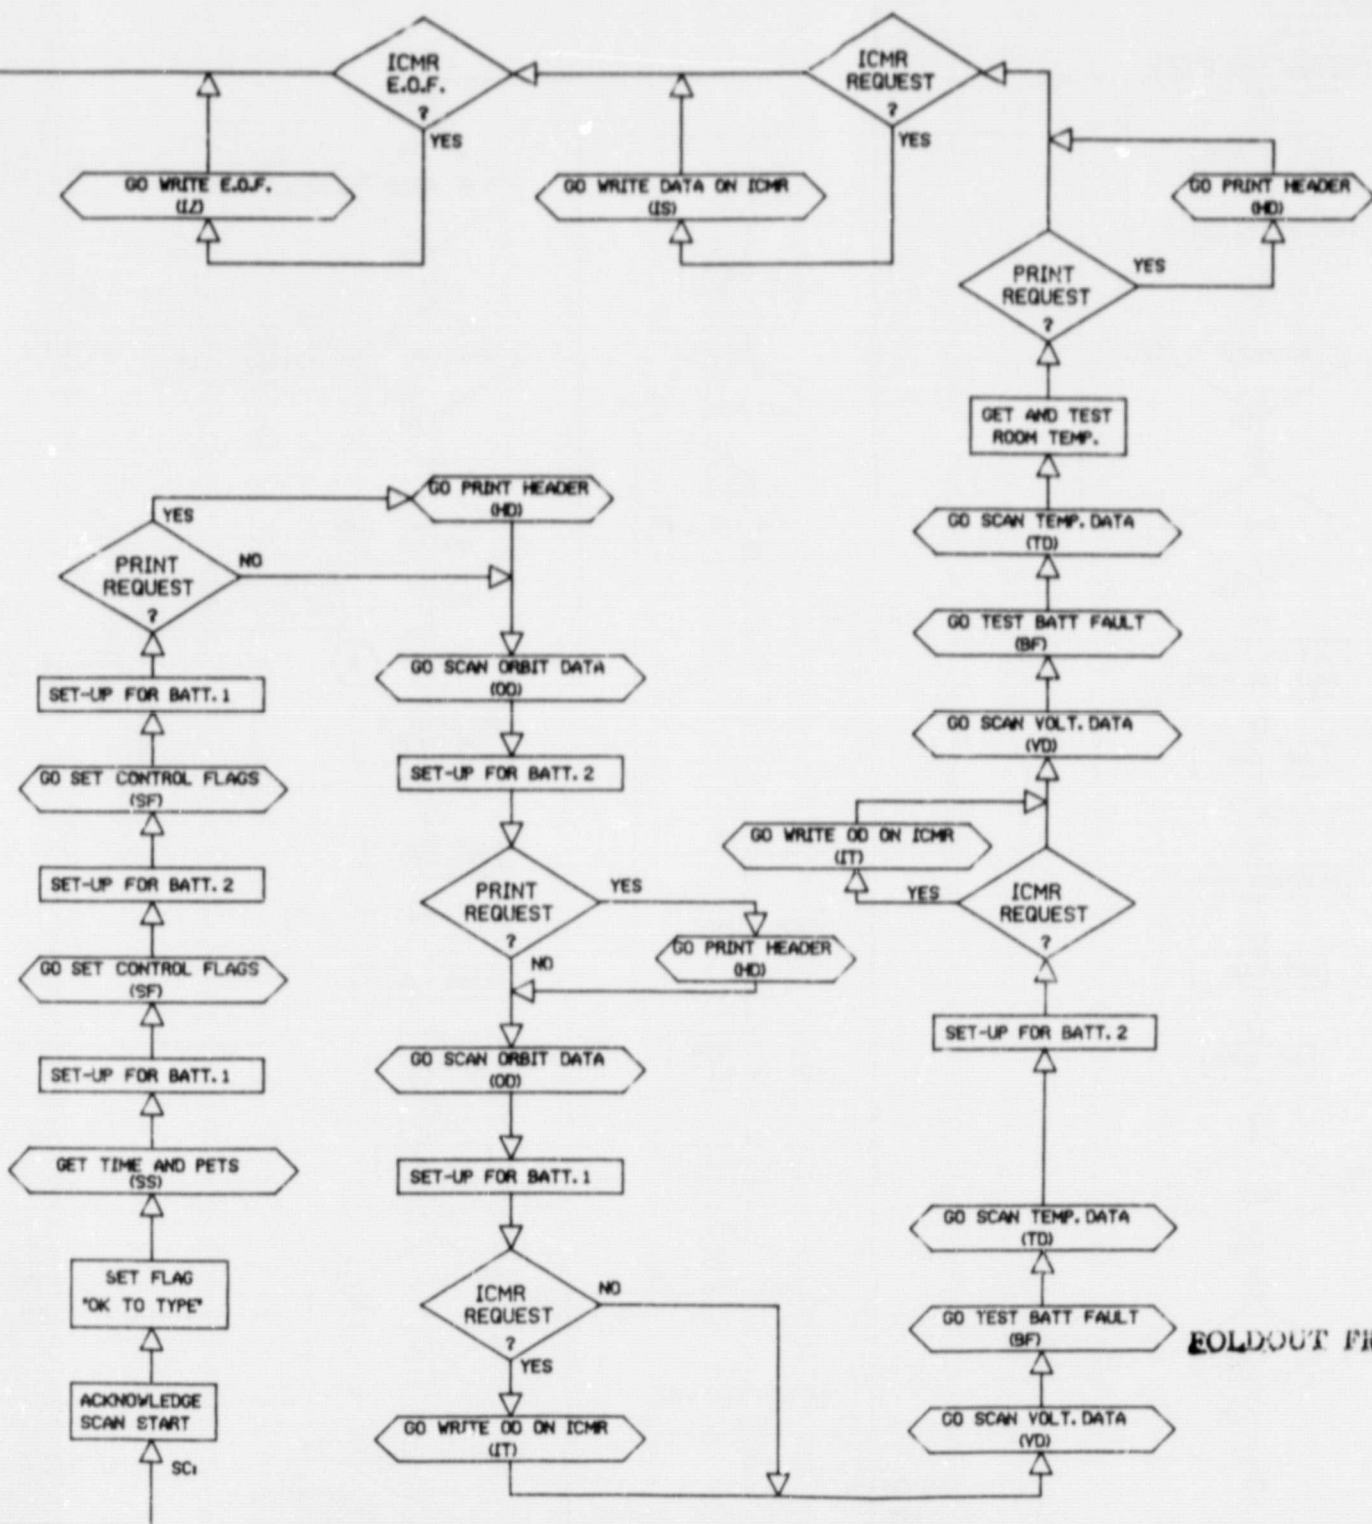 ICMR
E.O.F.
?
YES
GO WRITE E.O.F.
(IZ)
ICMR
REQUEST
?
YES
GO WRITE DATA ON ICMR
(IS)
GO PRINT HEADER
(HD)
PRINT
REQUEST
?
YES
GET AND TEST
ROOM TEMP.
GO SCAN TEMP. DATA
(TD)
GO TEST BATT FAULT
(BF)
GO SCAN VOLT. DATA
(VD)
GO WRITE OD ON ICMR
(IT)
YES
ICMR
REQUEST
?
SET-UP FOR BATT. 2
GO SCAN TEMP. DATA
(TD)
GO TEST BATT FAULT
(BF)
GO SCAN VOLT. DATA
(VD)
GO PRINT HEADER
(HD)
YES
PRINT
REQUEST
?
NO
SET-UP FOR BATT. 1
GO SET CONTROL FLAGS
(SF)
SET-UP FOR BATT. 2
GO SET CONTROL FLAGS
(SF)
SET-UP FOR BATT. 1
GET TIME AND PETS
(SS)
SET FLAG
"OK TO TYPE"
ACKNOWLEDGE
SCAN START
SC:
GO SCAN ORBIT DATA
(OD)
SET-UP FOR BATT. 2
PRINT
REQUEST
?
YES
NO
GO PRINT HEADER
(HD)
GO SCAN ORBIT DATA
(OD)
SET-UP FOR BATT. 1
ICMR
REQUEST
?
NO
YES
GO WRITE OD ON ICMR
(IT)
FOLDOUT